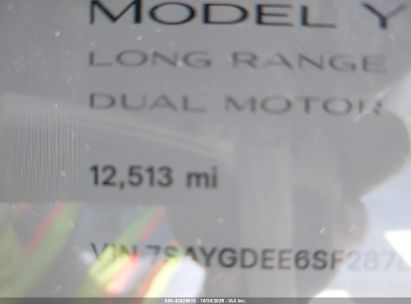 MODEL Y
LONG RANGE
DUAL MOTOR
12,513 mi
VIN 7SAYGDEE6SF287